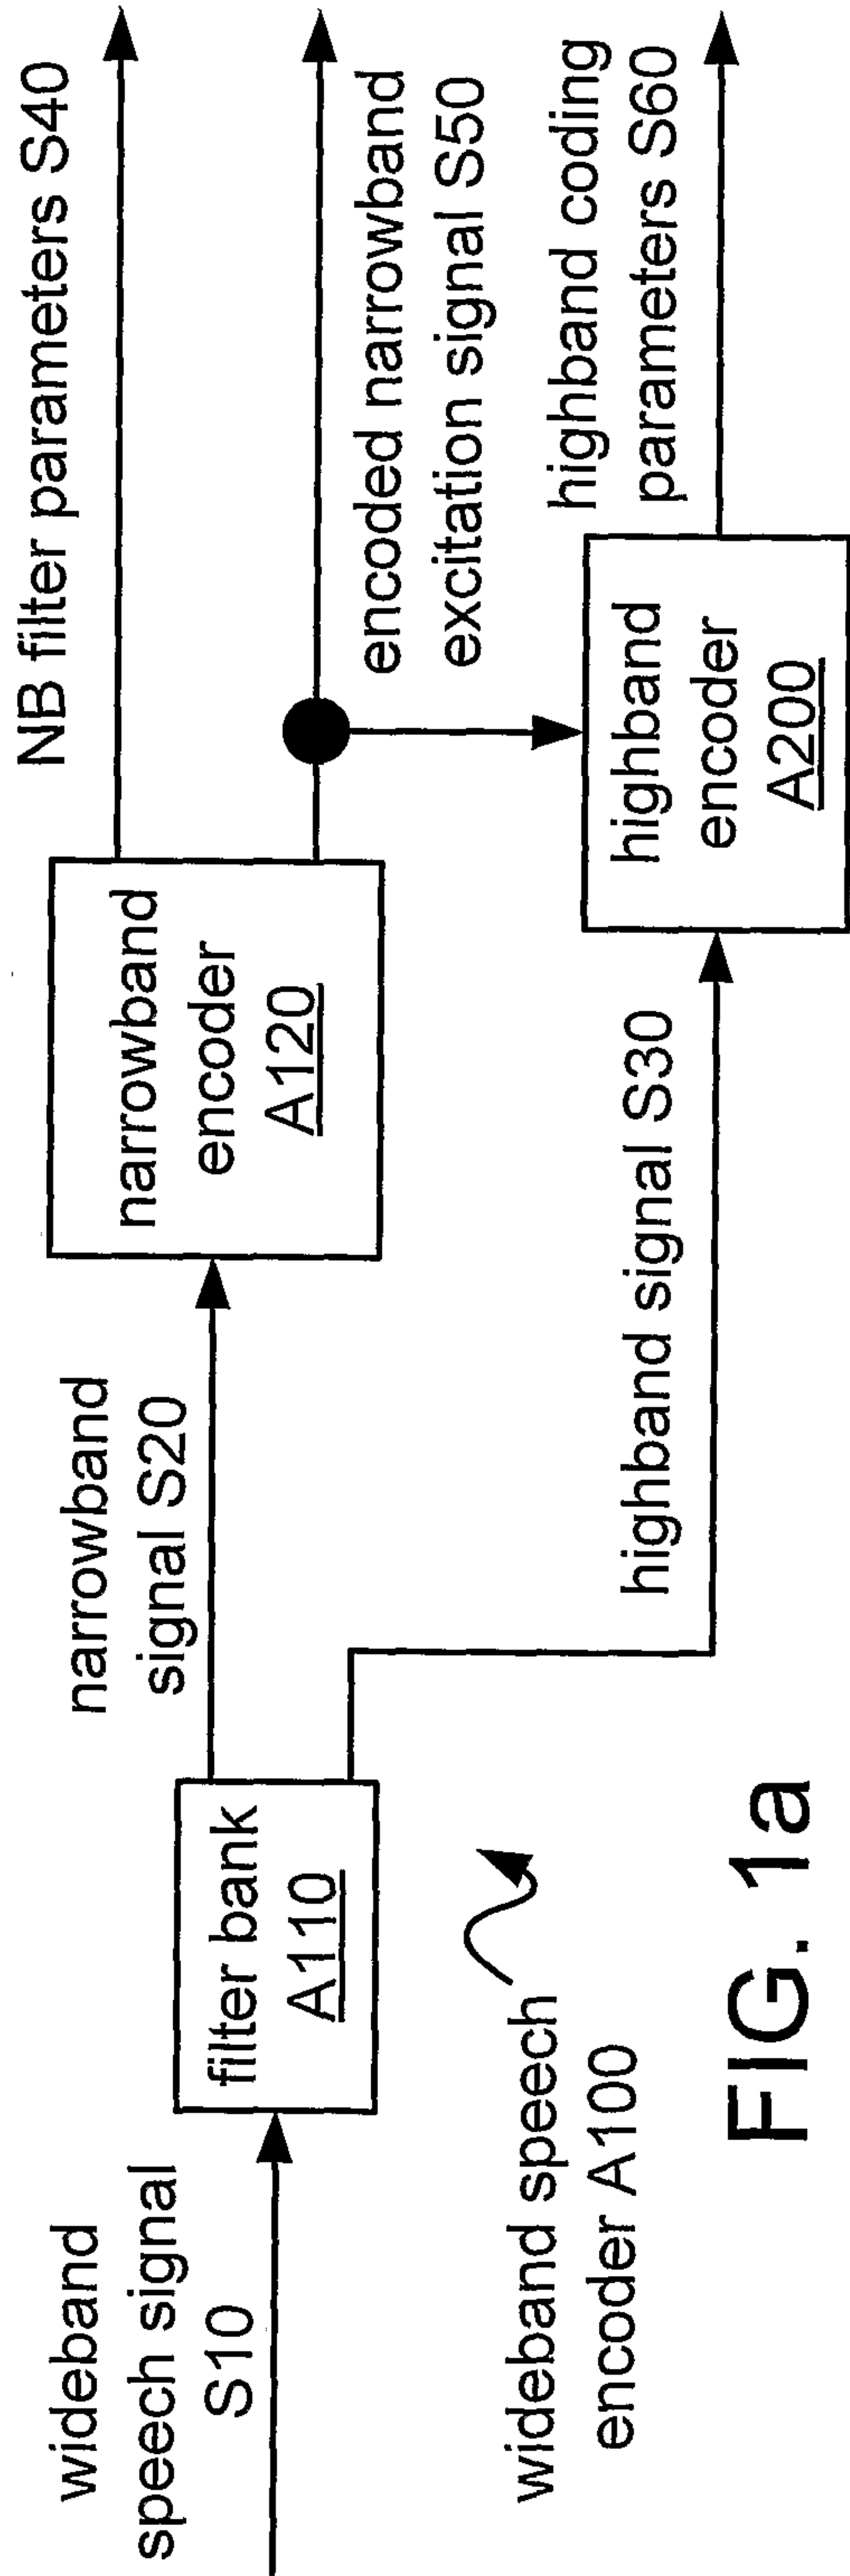 wideband
speech signal
S10
filter bank
A110
narrowband
signal S20
narrowband
encoder
A120
NB filter parameters S40
encoded narrowband
excitation signal S50
highband signal S30
highband
encoder
A200
highband coding
parameters S60
wideband speech
encoder A100
FIG. 1a